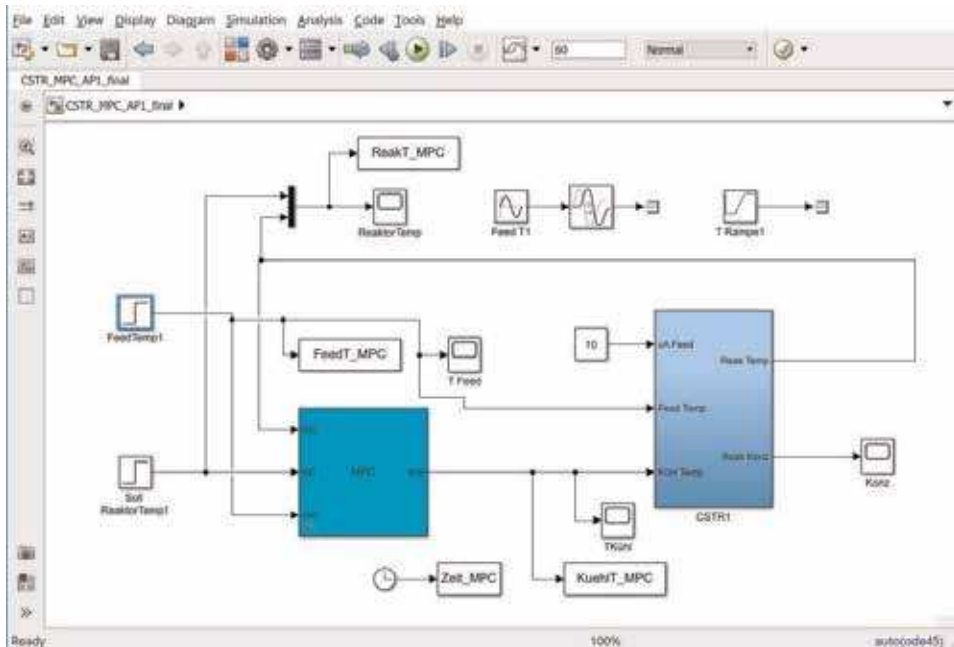 File Edit View Display Diagram Simulation Analysis Code Tools Help
60 Normal
CSTR_MPC_AP1_final
CSTR_MPC_AP1_final
ReakT_MPC
ReaktorTemp
Feed T1
T Rampe1
FeedTemp1
FeedT_MPC
T Feed
10
cA Feed
Reak Temp
Feed Temp
MPC
Soll
ReaktorTemp1
Kühl Temp
Reak Konz
Konz
CSTR1
TKühl
Zeit_MPC
KuehlT_MPC
Ready
100%